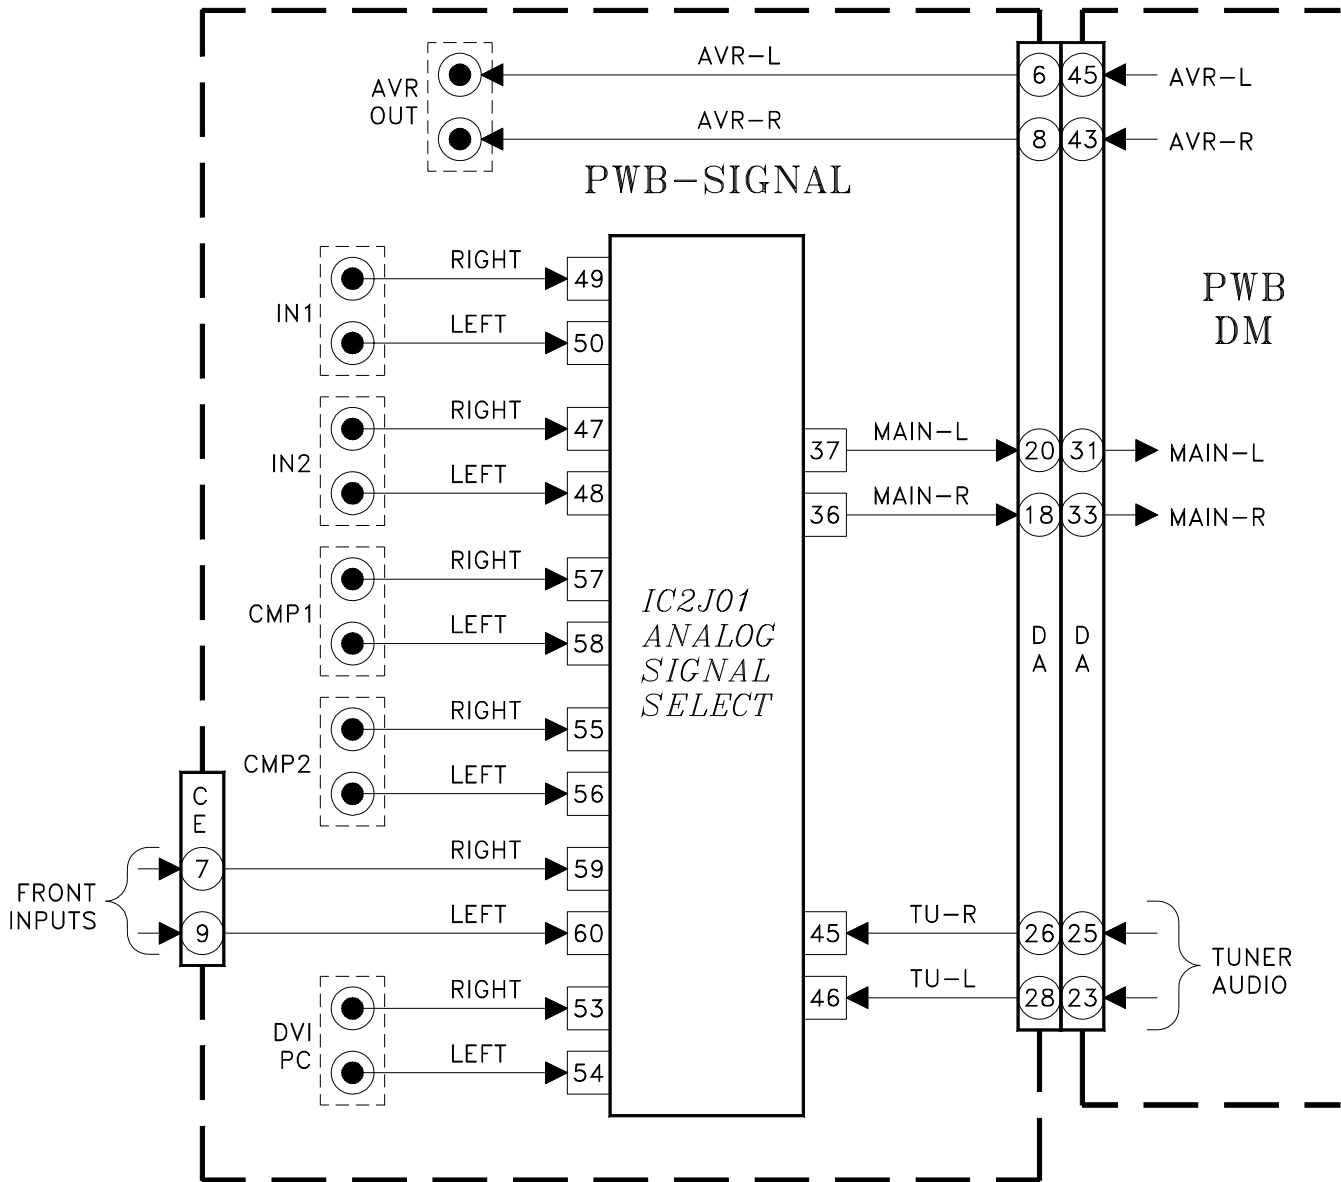 AVR-L
6
45
AVR-L
AVR
OUT
AVR-R
8
43
AVR-R
PWB-SIGNAL
PWB
DM
IN1
RIGHT
49
LEFT
50
IN2
RIGHT
47
LEFT
48
37
MAIN-L
20
31
MAIN-L
36
MAIN-R
18
33
MAIN-R
CMP1
RIGHT
57
LEFT
58
IC2J01
ANALOG
SIGNAL
SELECT
D
A
D
A
CMP2
RIGHT
55
LEFT
56
C
E
FRONT
INPUTS
7
RIGHT
59
9
LEFT
60
45
TU-R
26
25
46
TU-L
28
23
TUNER
AUDIO
DVI
PC
RIGHT
53
LEFT
54